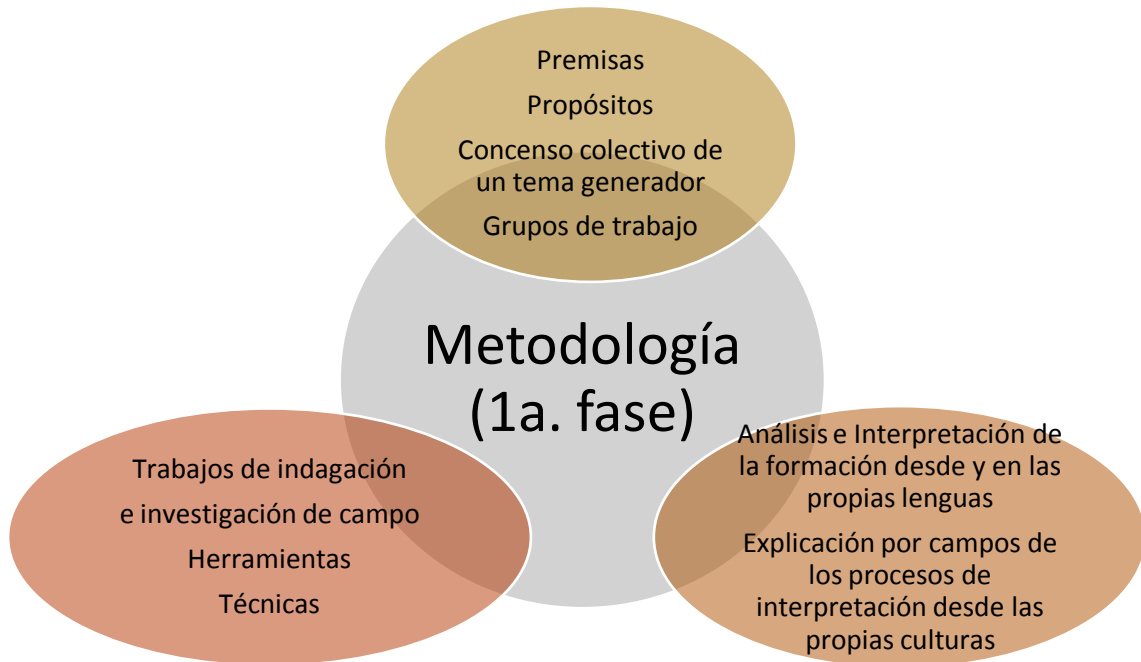 Premisas
Propósitos
Concenso colectivo de
un tema generador
Grupos de trabajo
Metodología
(1a. fase)
Trabajos de indagación
e investigación de campo
Herramientas
Técnicas
Análisis e Interpretación de
la formación desde y en las
propias lenguas
Explicación por campos de
los procesos de
interpretación desde las
propias culturas